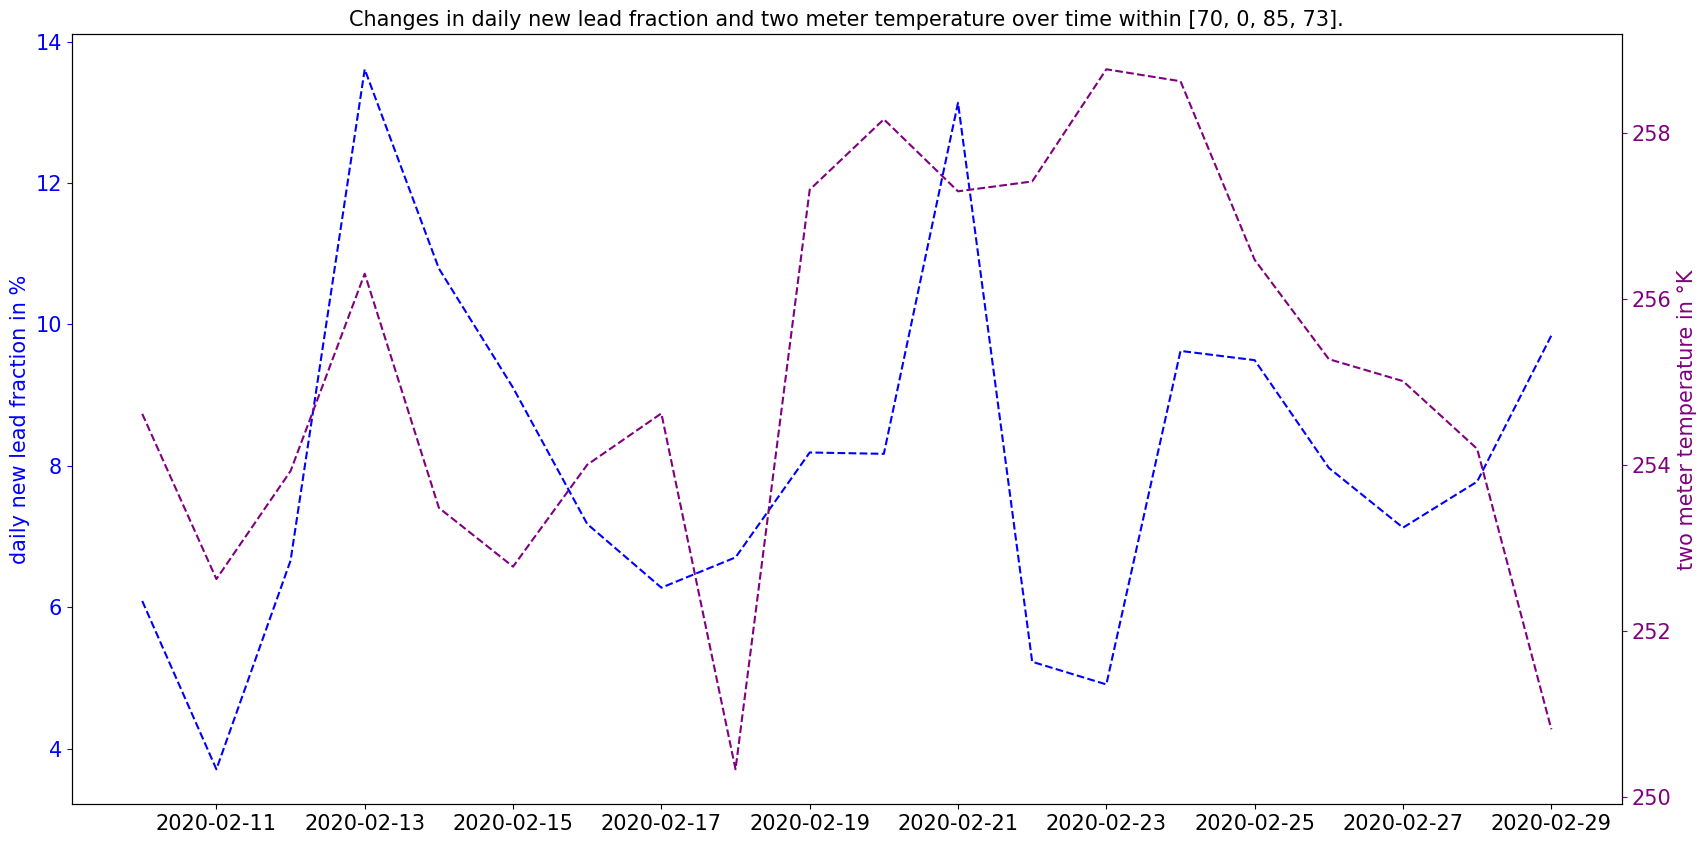 Changes in daily new lead fraction and two meter temperature over time within [70, 0, 85, 73].
daily new lead fraction in %
14
12
10
8
6
4
two meter temperature in °K
258
256
254
252
250
2020-02-11 2020-02-13 2020-02-15 2020-02-17 2020-02-19 2020-02-21 2020-02-23 2020-02-25 2020-02-27 2020-02-29